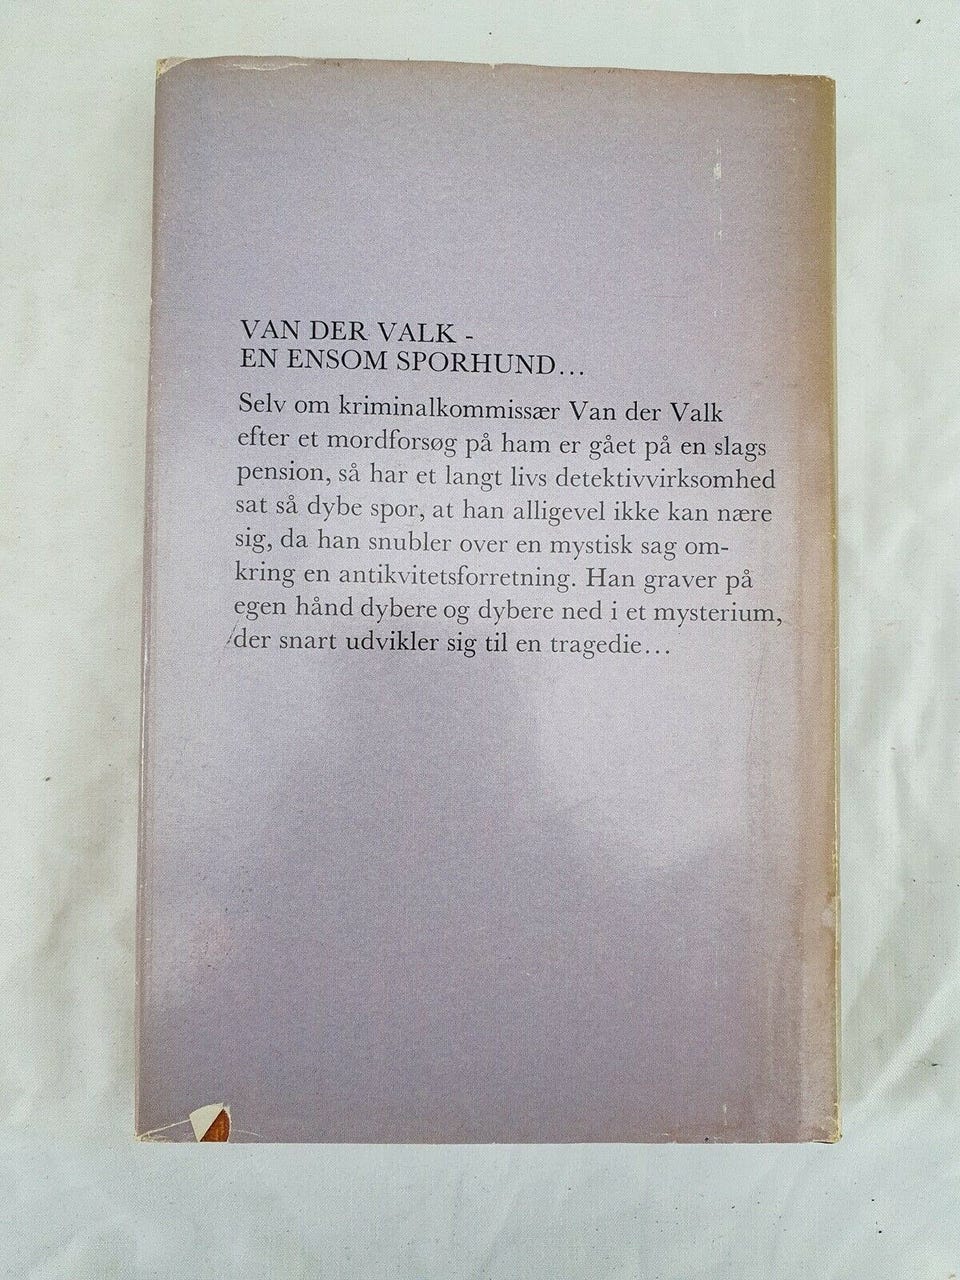 VAN DER VALK -
EN ENSOM SPORHUND...
Selv om kriminalkommissær Van der Valk
efter et mordforsøg på ham er gået på en slags
pension, så har et langt livs detektivvirksomhed
sat så dybe spor, at han alligevel ikke kan nære
sig, da han snubler over en mystisk sag om-
kring en antikvitetsforretning. Han graver på
egen hånd dybere og dybere ned i et mysterium,
der snart udvikler sig til en tragedie...